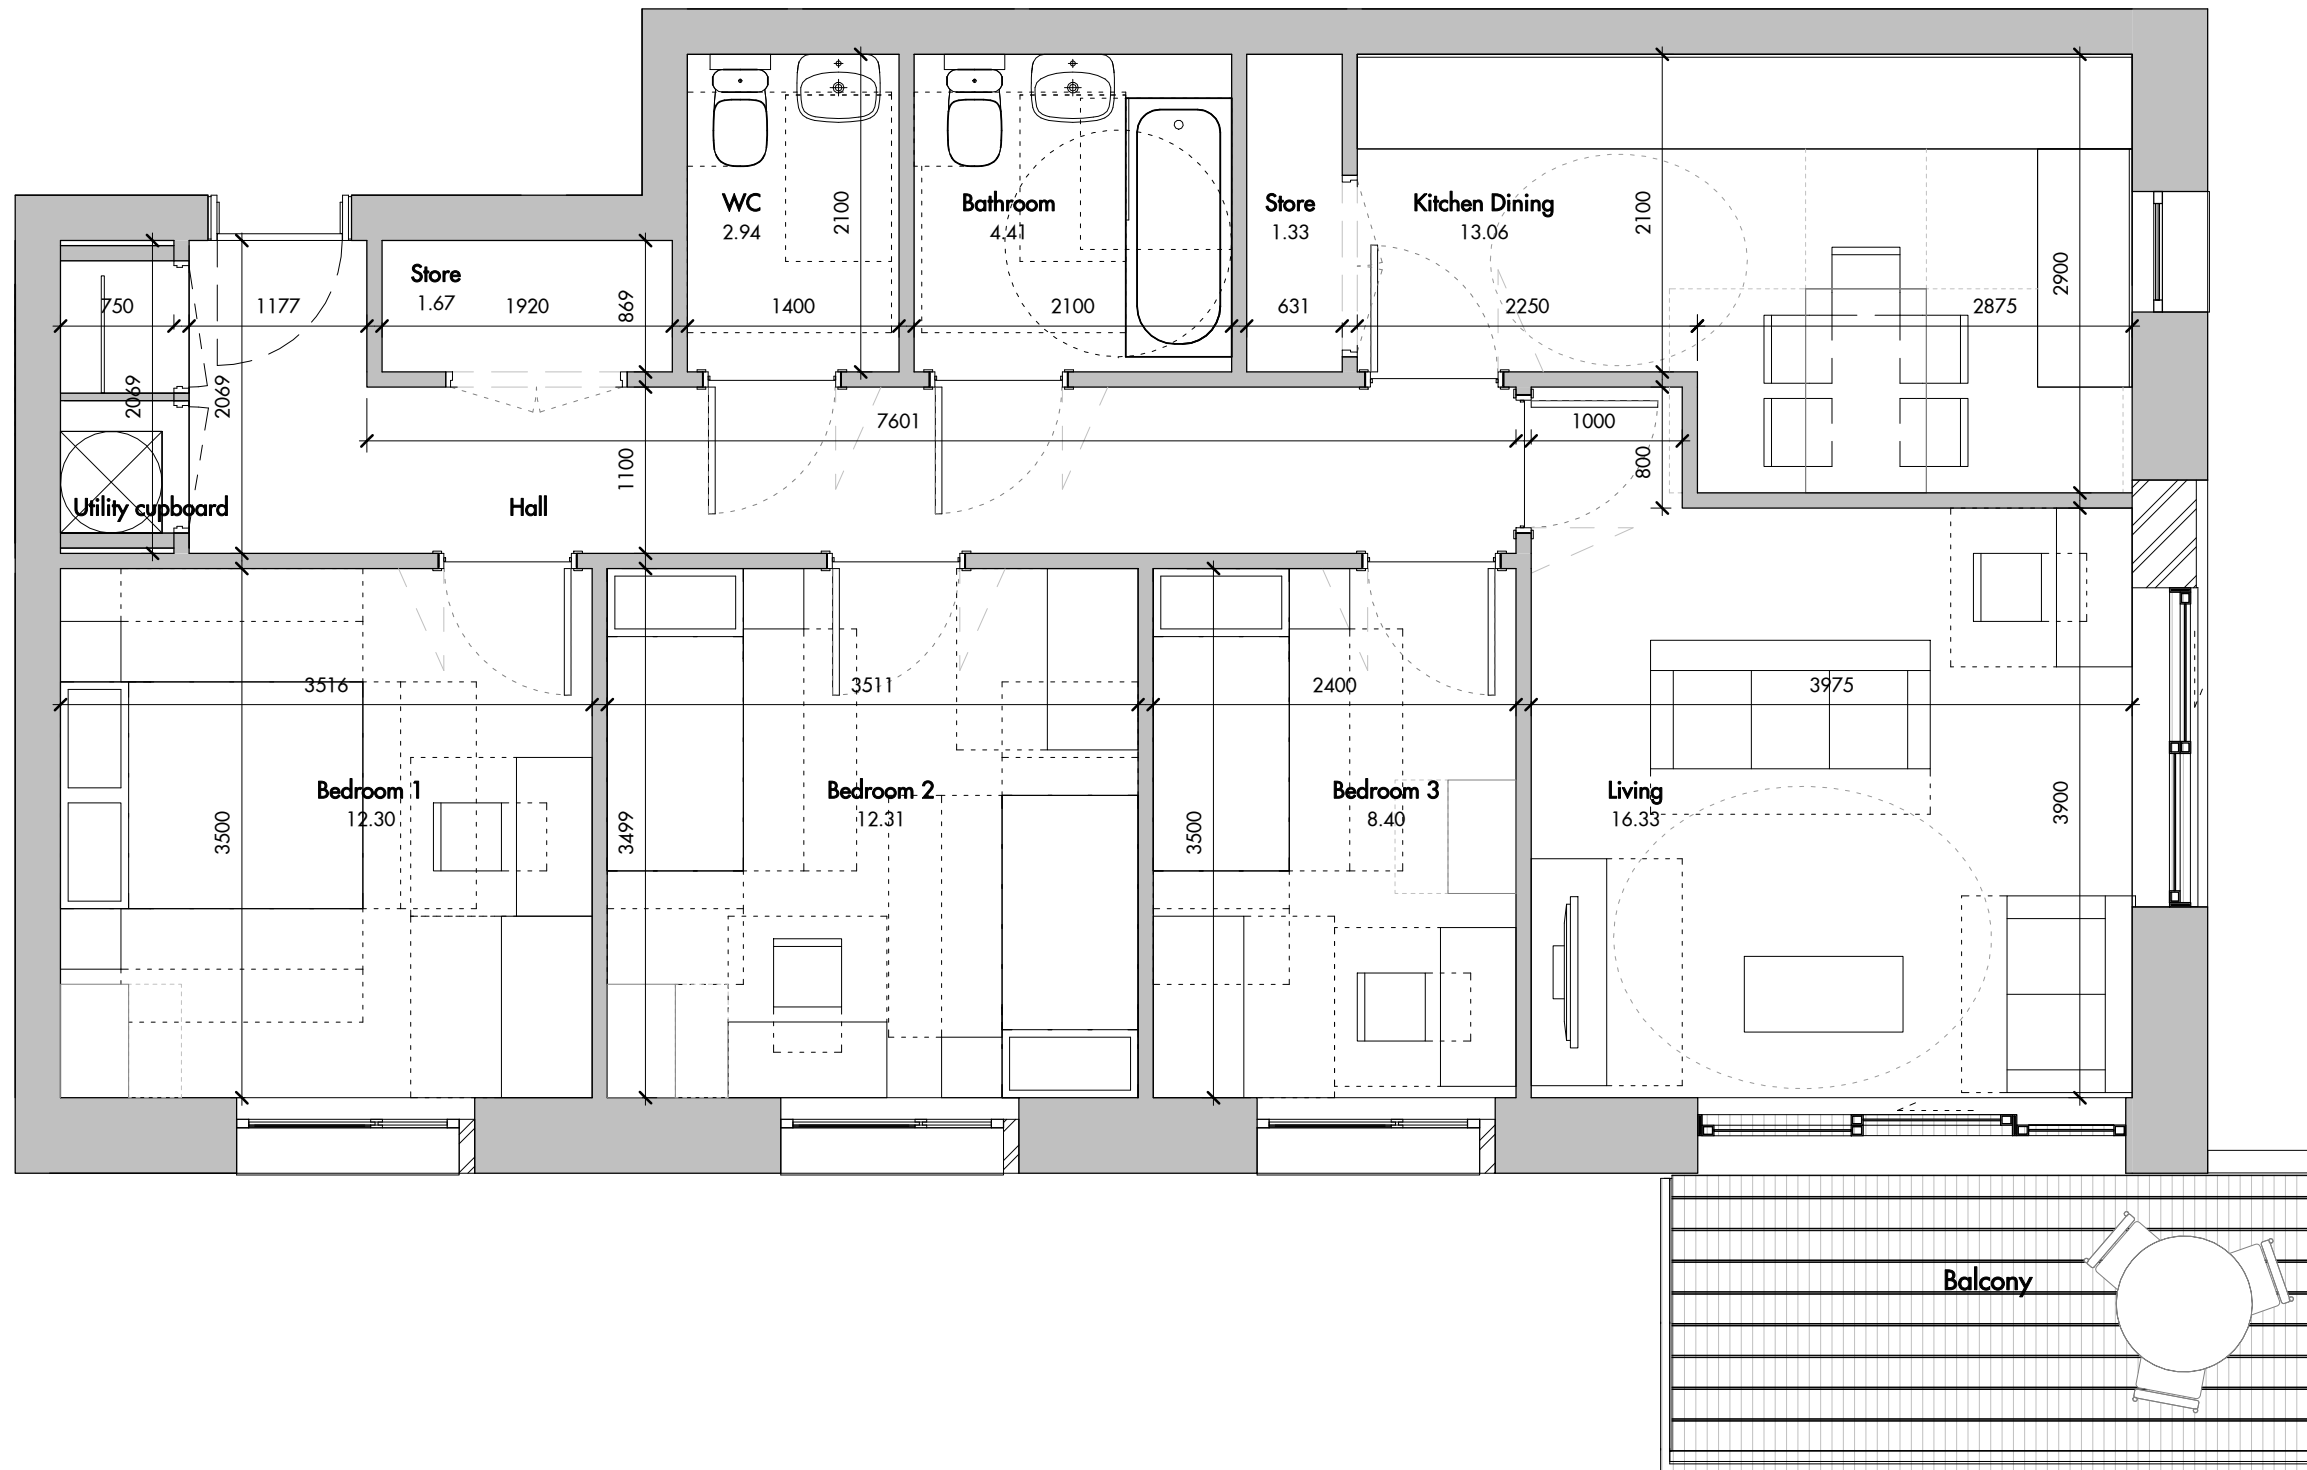 WC
2.94
2100
Bathroom
4.41
Store
1.33
Kitchen Dining
13.06
2100
2900
Store
1.67
750
1177
1920
869
1400
2100
631
2250
2875
2069
2069
7601
1000
1100
800
Utility cupboard
Hall
3516
3511
2400
3975
Bedroom 1
12.30
3500
Bedroom 2
12.31
3499
Bedroom 3
8.40
3500
Living
16.33
3900
Balcony